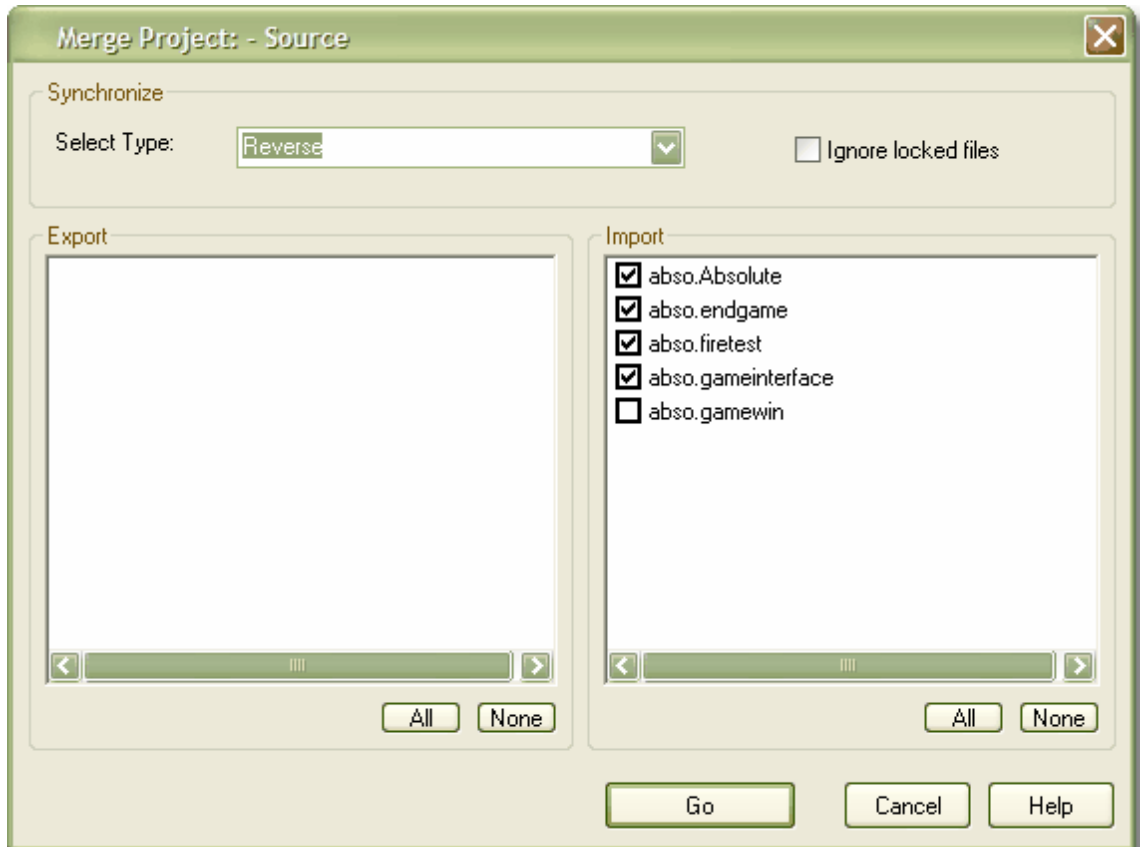 Merge Project: - Source
Synchronize
Select Type:
Reverse
Ignore locked files
Export
Import
abso.Absolute
abso.endgame
abso.firetest
abso.gameinterface
abso.gamewin
All
None
All
None
Go
Cancel
Help